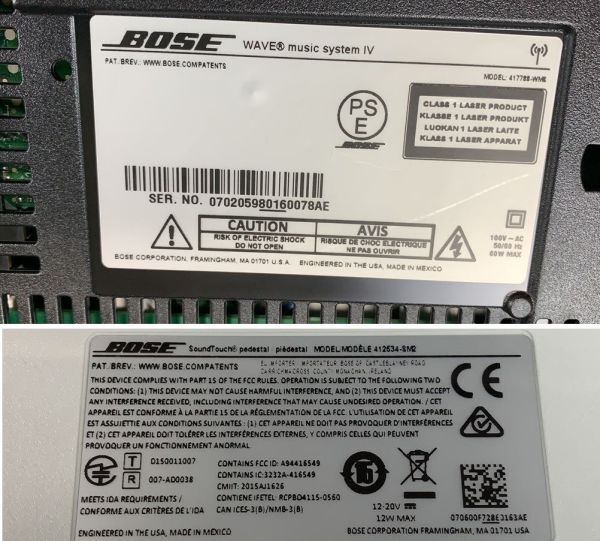 BOSE WAVE® music system IV
PAT. BREV.: WWW.BOSE.COM/PATENTS
MODEL: 417788-WMS
PS
E
BOSE
CLASS 1 LASER PRODUCT
KLASSE 1 LASER PRODUKT
LUOKAN 1 LASER LAITE
KLASS 1 LASER APPARAT
SER. NO. 070205980160078AE
CAUTION
RISK OF ELECTRIC SHOCK
DO NOT OPEN
AVIS
RISQUE DE CHOC ELECTRIQUE
NE PAS OUVRIR
100V ~ AC
50/60 Hz
60W MAX
BOSE CORPORATION, FRAMINGHAM, MA 01701 U.S.A. ENGINEERED IN THE USA, MADE IN MEXICO
BOSE SoundTouch® pedestal · piédestal MODEL/MODÈLE 412534-SM2
PAT. BREV.: WWW.BOSE.COM/PATENTS
CARRICKMACROSS COUNTY MONAGHAN, IRELAND
THIS DEVICE COMPLIES WITH PART 15 OF THE FCC RULES. OPERATION IS SUBJECT TO THE FOLLOWING TWO
CONDITIONS: (1) THIS DEVICE MAY NOT CAUSE HARMFUL INTERFERENCE, AND (2) THIS DEVICE MUST ACCEPT
ANY INTERFERENCE RECEIVED, INCLUDING INTERFERENCE THAT MAY CAUSE UNDESIRED OPERATION. / CET
APPAREIL EST CONFORME À LA PARTIE 15 DE LA RÉGLEMENTATION DE LA FCC. L'UTILISATION DE CET APPAREIL
EST ASSUJETTIE AUX CONDITIONS SUIVANTES : (1) CET APPAREIL NE DOIT PAS PROVOQUER D'INTERFÉRENCES
ET (2) CET APPAREIL DOIT TOLÉRER LES INTERFÉRENCES EXTERNES, Y COMPRIS CELLES QUI PEUVENT
PROVOQUER UN FONCTIONNEMENT ANORMAL
CE
T D150011007
R 007-AD0038
MEETS IDA REQUIREMENTS /
CONFORME AUX CRITÈRES DE L'IDA
CONTAINS FCC ID: A94416549
CONTAINS IC:3232A-416549
CMIIT: 2015AJ1626
CONTIENE IFETEL: RCPBO4115-0560
CAN ICES-3(B)/NMB-3(B)
15
12-20V
12W MAX
070600F728E0163AE
ENGINEERED IN THE USA, MADE IN MEXICO
BOSE CORPORATION FRAMINGHAM, MA 01701 USA